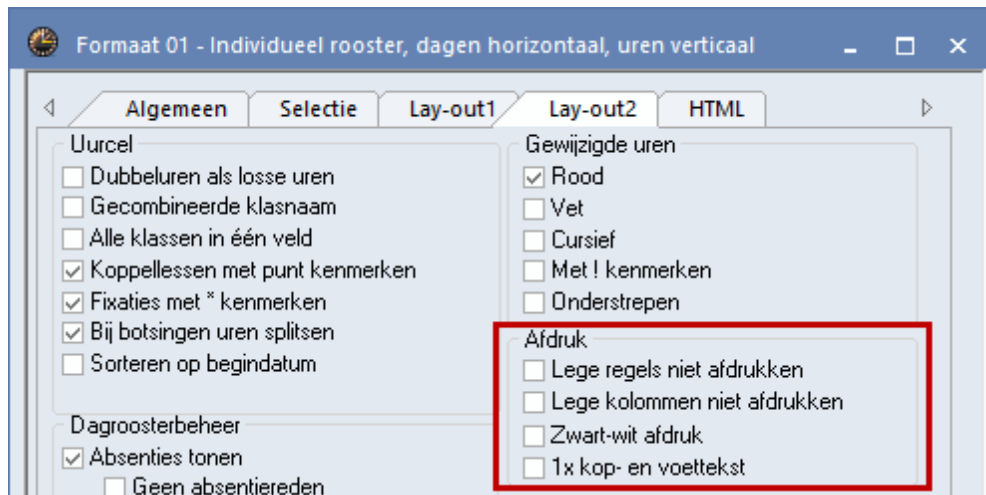 Formaat 01 - Individueel rooster, dagen horizontaal, uren verticaal
Algemeen Selectie Lay-out1 Lay-out2 HTML
Uurcel
Dubbeluren als losse uren
Gecombineerde klasnaam
Alle klassen in één veld
Koppellessen met punt kenmerken
Fixaties met * kenmerken
Bij botsingen uren splitsen
Sorteren op begindatum
Dagroosterbeheer
Absenties tonen
Geen absentiereden
Gewijzigde uren
Rood
Vet
Cursief
Met ! kenmerken
Onderstrepen
Afdruk
Lege regels niet afdrukken
Lege kolommen niet afdrukken
Zwart-wit afdruk
1x kop- en voettekst